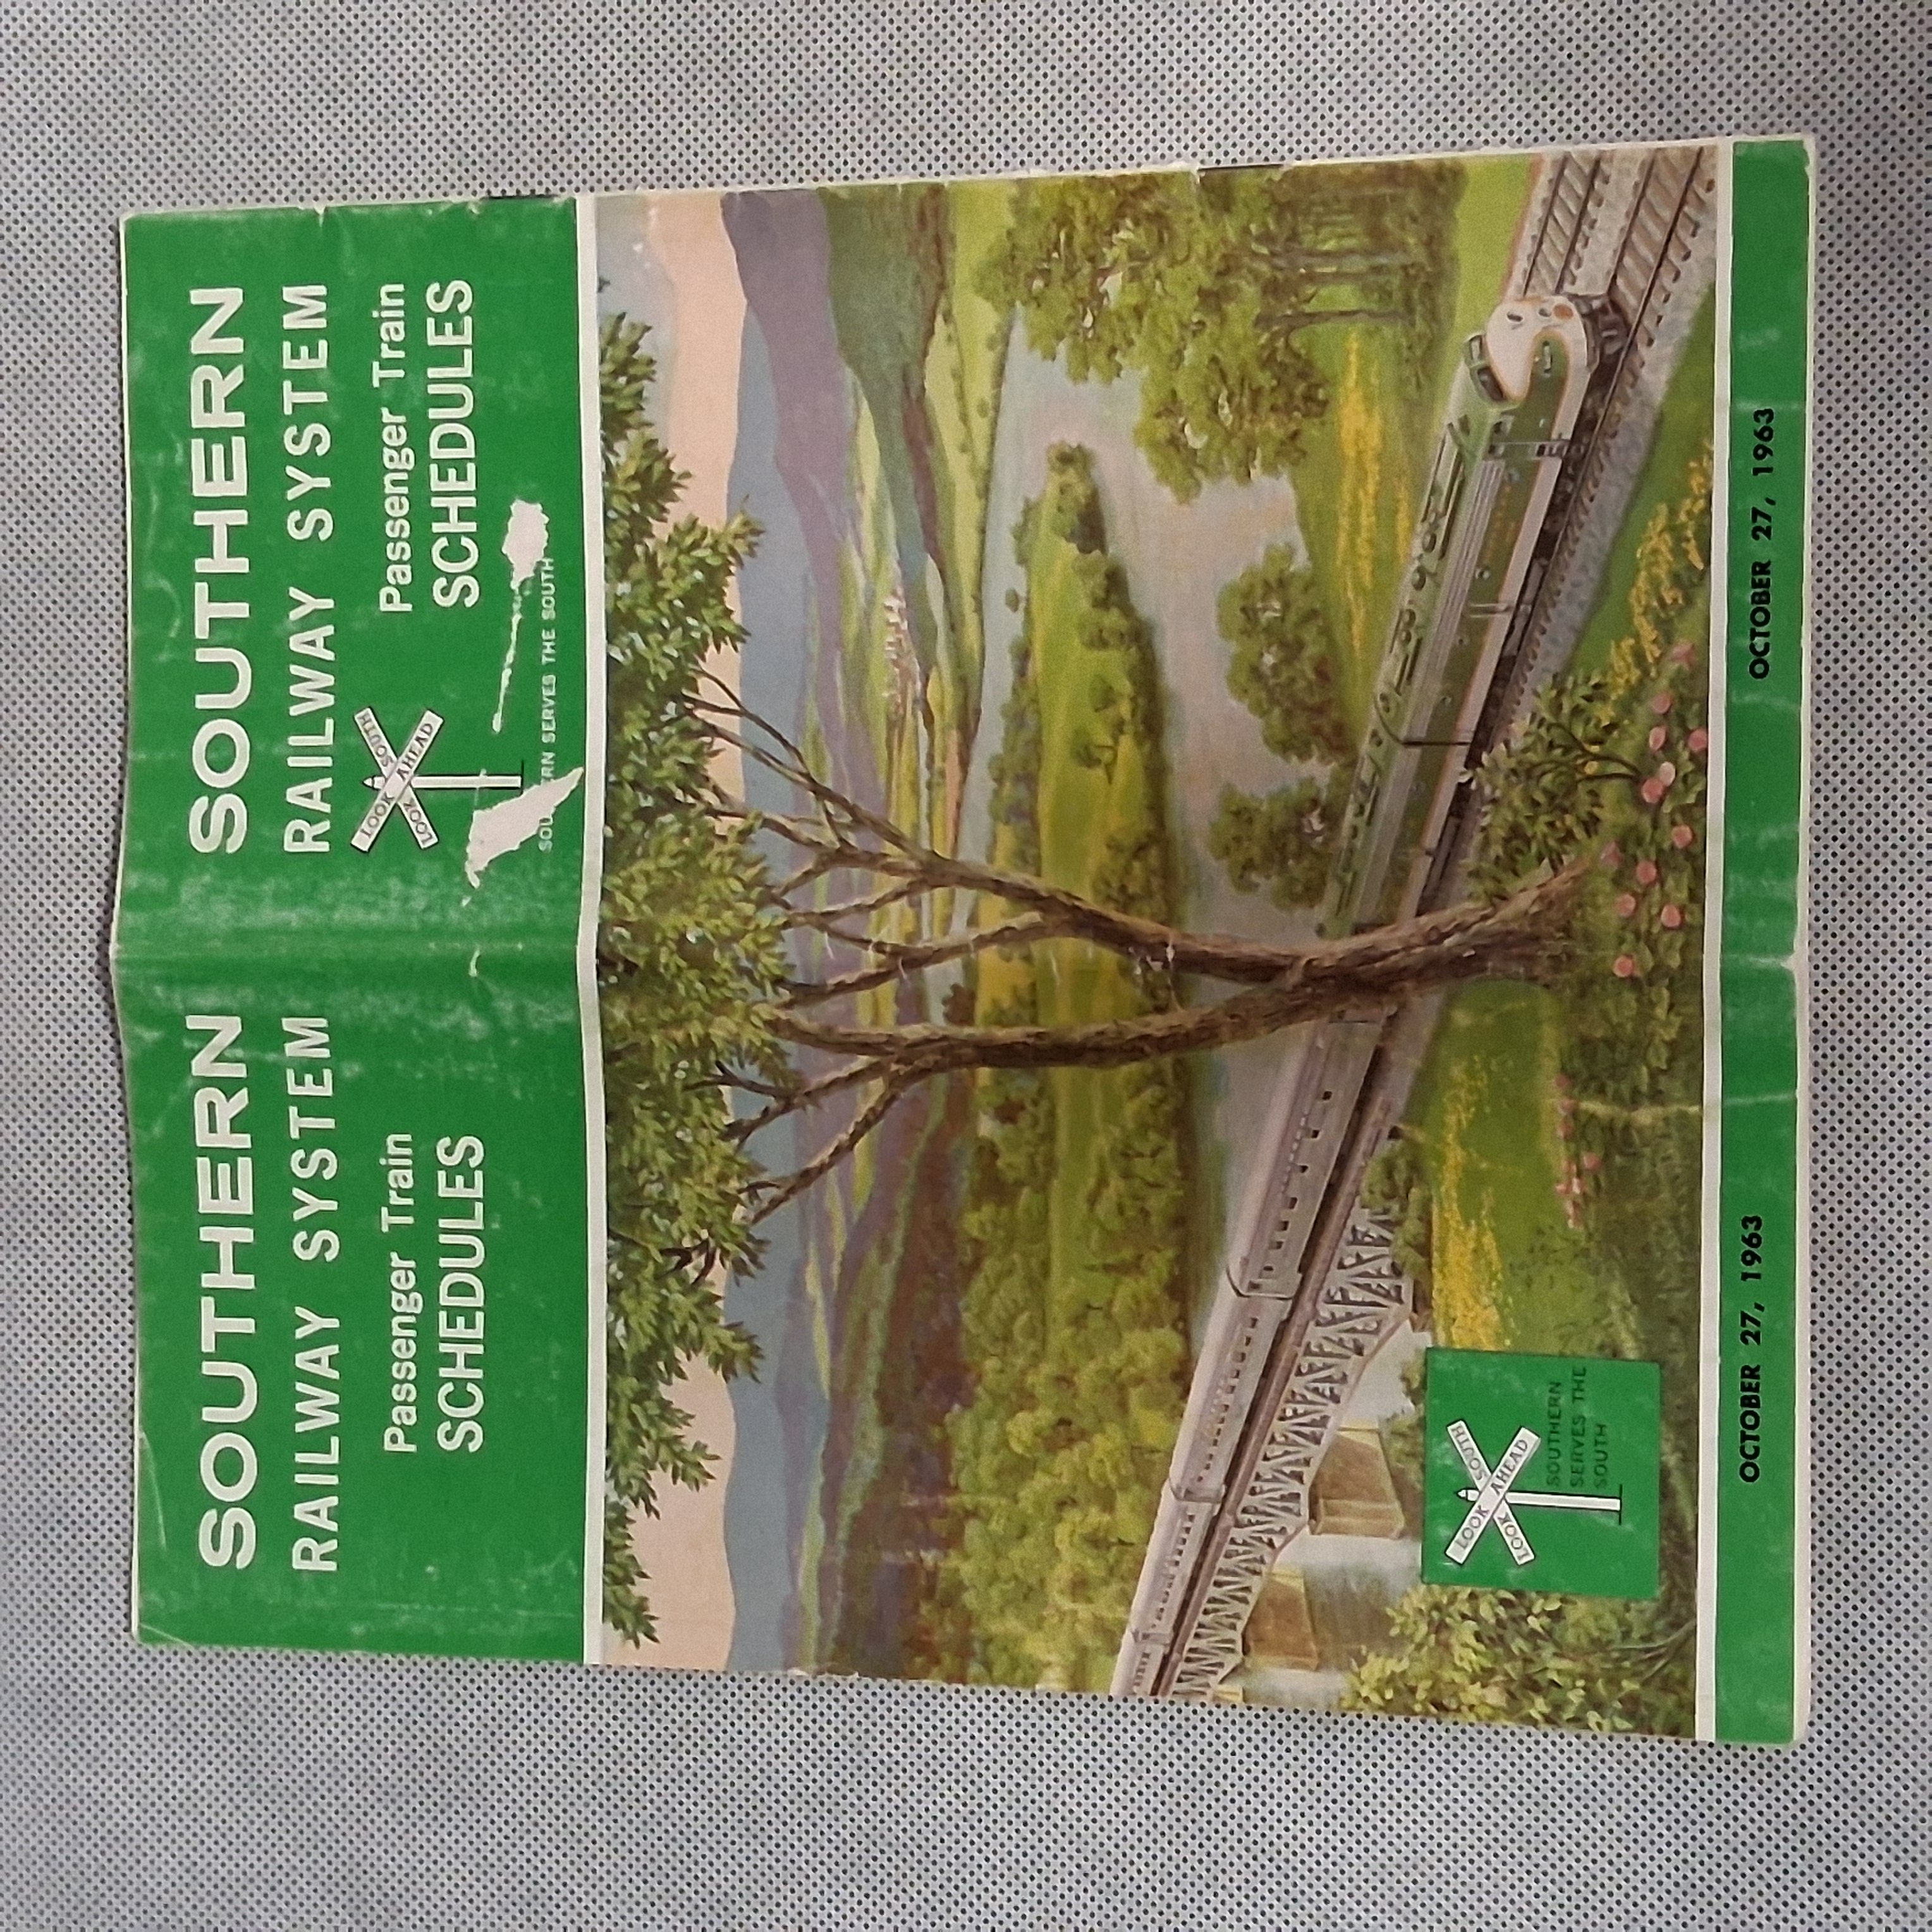 SOUTHERN
RAILWAY SYSTEM
Passenger Train
SCHEDULES
LOOK AHEAD
LOOK SOUTH
SOUTHERN
SERVES THE
SOUTH
OCTOBER 27, 1963
SOUTHERN
RAILWAY SYSTEM
LOOK AHEAD
LOOK SOUTH
Passenger Train
SCHEDULES
SERVES THE SOUTH
OCTOBER 27, 1963